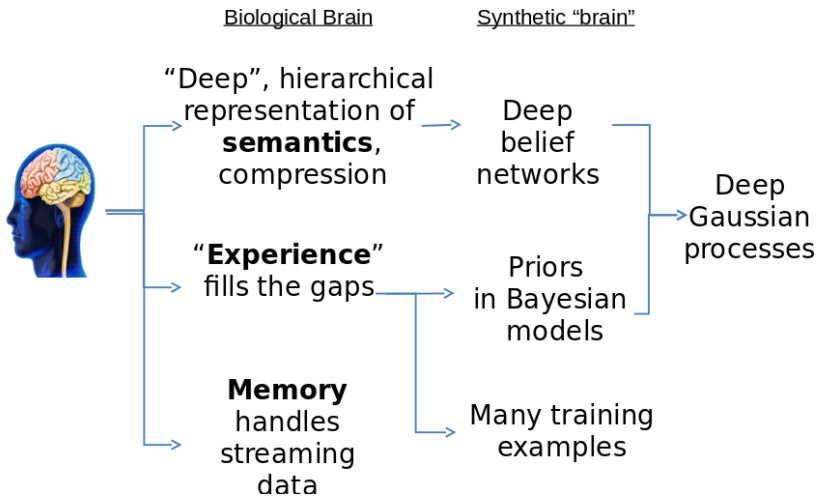 Biological Brain
Synthetic “brain”
“Deep”, hierarchical
representation of
semantics,
compression
Deep
belief
networks
Deep
Gaussian
processes
“Experience”
fills the gaps
Priors
in Bayesian
models
Memory
handles
streaming
data
Many training
examples